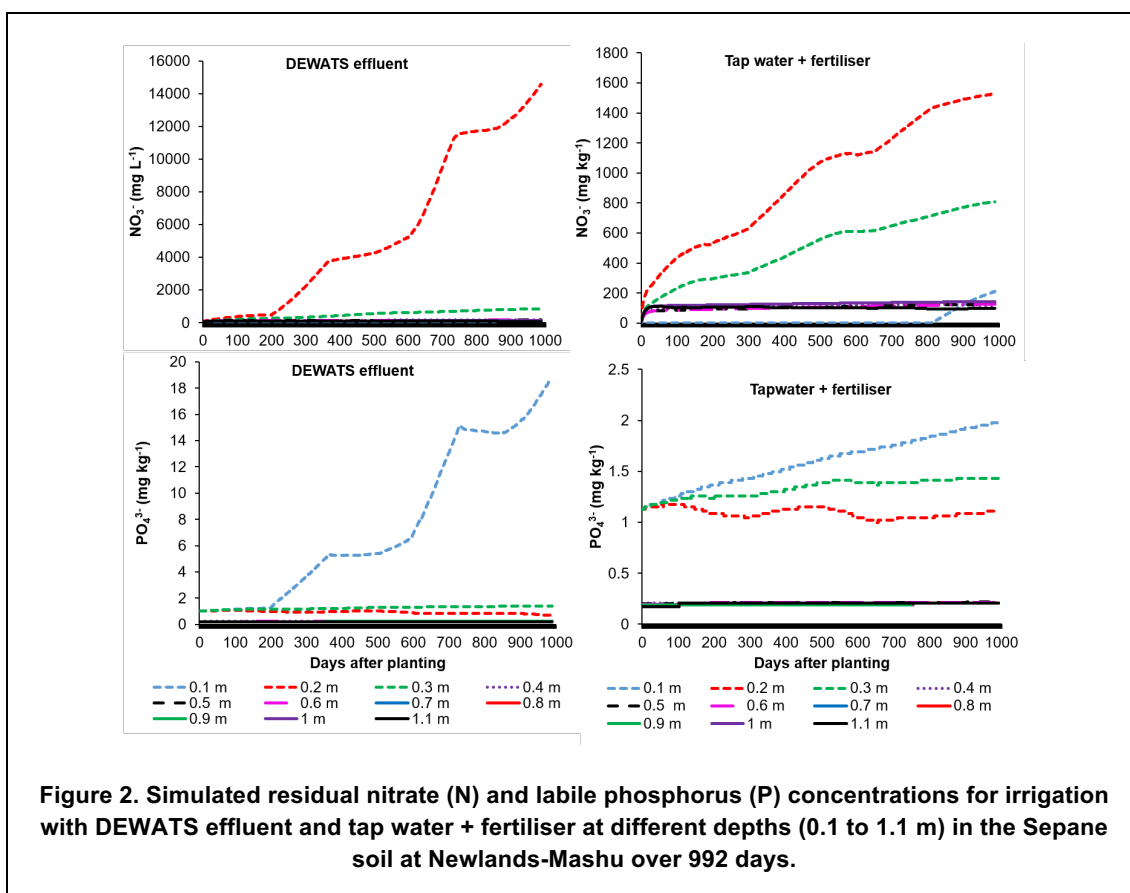 DEWATS effluent
16000
14000
12000
10000
8000
6000
4000
2000
0
NO₃⁻ (mg L⁻¹)
0 100 200 300 400 500 600 700 800 900 1000
Tap water + fertiliser
1800
1600
1400
1200
1000
800
600
400
200
0
NO₃⁻ (mg kg⁻¹)
0 100 200 300 400 500 600 700 800 900 1000
DEWATS effluent
20
18
16
14
12
10
8
6
4
2
0
PO₄³⁻ (mg kg⁻¹)
0 100 200 300 400 500 600 700 800 900 1000
Days after planting
0.1 m 0.2 m 0.3 m 0.4 m
0.5 m 0.6 m 0.7 m 0.8 m
0.9 m 1 m 1.1 m
Tapwater + fertiliser
2.5
2
1.5
1
0.5
0
PO₄³⁻ (mg kg⁻¹)
0 100 200 300 400 500 600 700 800 900 1000
Days after planting
0.1 m 0.2 m 0.3 m 0.4 m
0.5 m 0.6 m 0.7 m 0.8 m
0.9 m 1 m 1.1 m
Figure 2. Simulated residual nitrate (N) and labile phosphorus (P) concentrations for irrigation
with DEWATS effluent and tap water + fertiliser at different depths (0.1 to 1.1 m) in the Sepane
soil at Newlands-Mashu over 992 days.